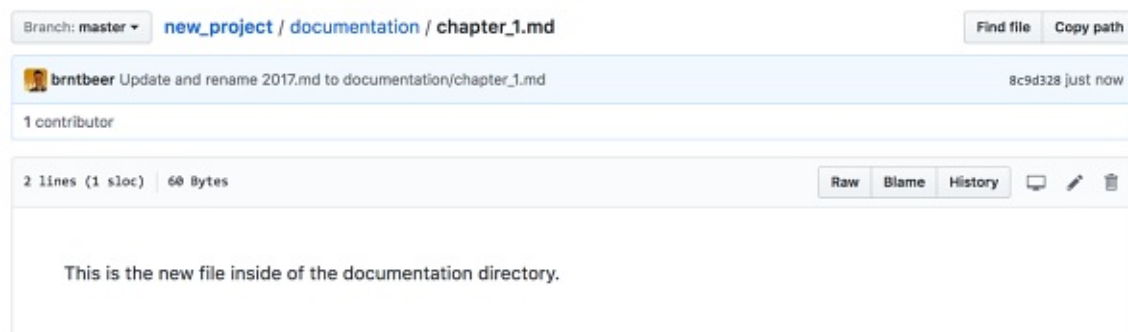 Branch: master new_project / documentation / chapter_1.md Find file Copy path
brntbeer Update and rename 2017.md to documentation/chapter_1.md 8c9d328 just now
1 contributor
2 lines (1 sloc) 60 Bytes Raw Blame History
This is the new file inside of the documentation directory.